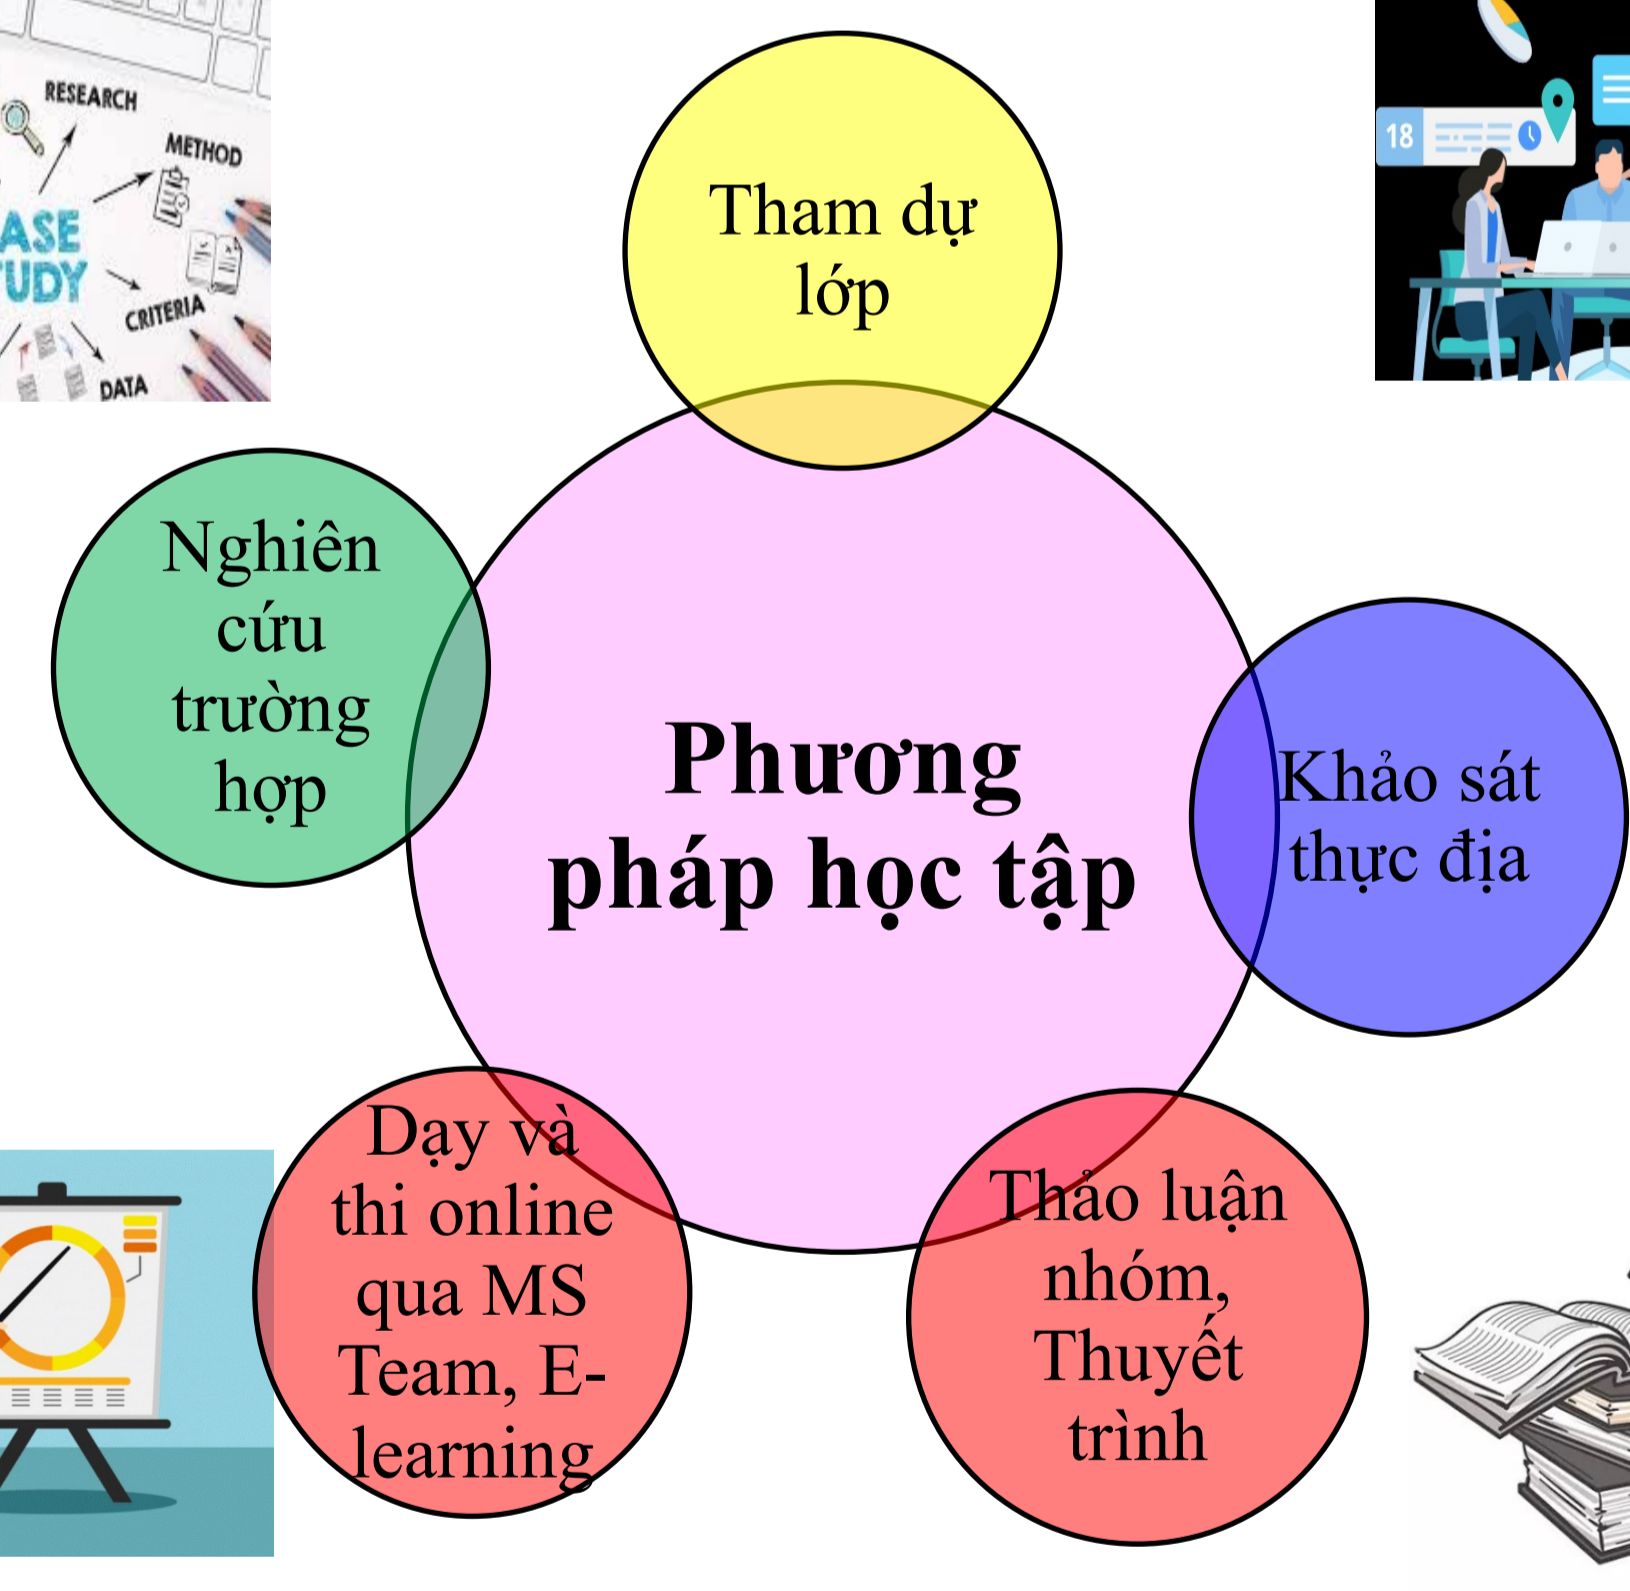 RESEARCH
METHOD
ASE
UDY
CRITERIA
DATA
18
Tham dự
lớp
Nghiên
cứu
trường
hợp
Phương
pháp học tập
Khảo sát
thực địa
Dạy và
thi online
qua MS
Team, E-
learning
Thảo luận
nhóm,
Thuyết
trình